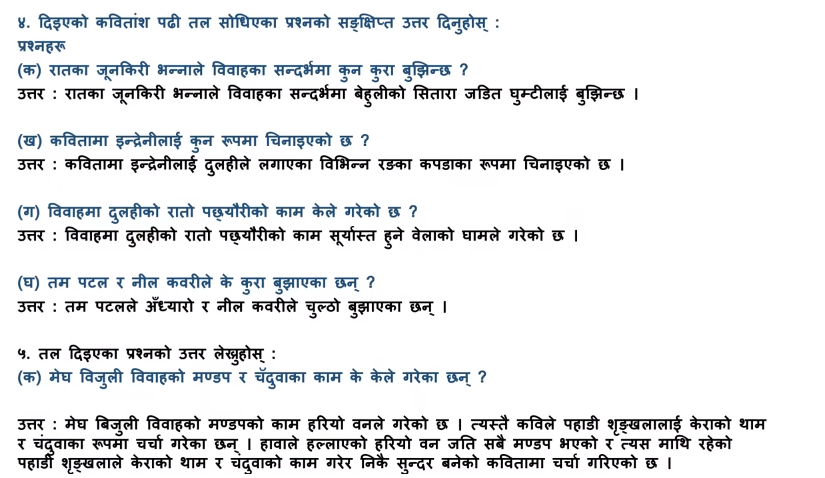 ४. दिइएको कवितांश पढी तल सोधिएका प्रश्नको सङ्क्षिप्त उत्तर दिनुहोस् :
प्रश्नहरू
(क) रातका जूनकिरी भन्नाले विवाहका सन्दर्भमा कुन कुरा बुझिन्छ ?
उत्तर : रातका जूनकिरी भन्नाले विवाहका सन्दर्भमा बेहुलीको सितारा जडित घुम्टीलाई बुझिन्छ ।
(ख) कवितामा इन्द्रेनीलाई कुन रूपमा चिनाइएको छ ?
उत्तर : कवितामा इन्द्रेनीलाई दुलहीले लगाएका विभिन्न रङका कपडाका रूपमा चिनाइएको छ ।
(ग) विवाहमा दुलहीको रातो पछ्यौरीको काम केले गरेको छ ?
उत्तर : विवाहमा दुलहीको रातो पछ्यौरीको काम सूर्यास्त हुने वेलाको घामले गरेको छ ।
(घ) तम पटल र नील कवरीले के कुरा बुझाएका छन् ?
उत्तर : तम पटलले अँध्यारो र नील कवरीले चुल्ठो बुझाएका छन् ।
५. तल दिइएका प्रश्नको उत्तर लेख्नुहोस् :
(क) मेघ विजुली विवाहको मण्डप र चँदुवाका काम के केले गरेका छन् ?
उत्तर : मेघ बिजुली विवाहको मण्डपको काम हरियो वनले गरेको छ । त्यस्तै कविले पहाडी शृङ्खलालाई केराको थाम
र चंदुवाका रूपमा चर्चा गरेका छन् । हावाले हल्लाएको हरियो वन जति सबै मण्डप भएको र त्यस माथि रहेको
पहाडी शृङ्खलाले केराको थाम र चंदुवाको काम गरेर निकै सुन्दर बनेको कवितामा चर्चा गरिएको छ ।